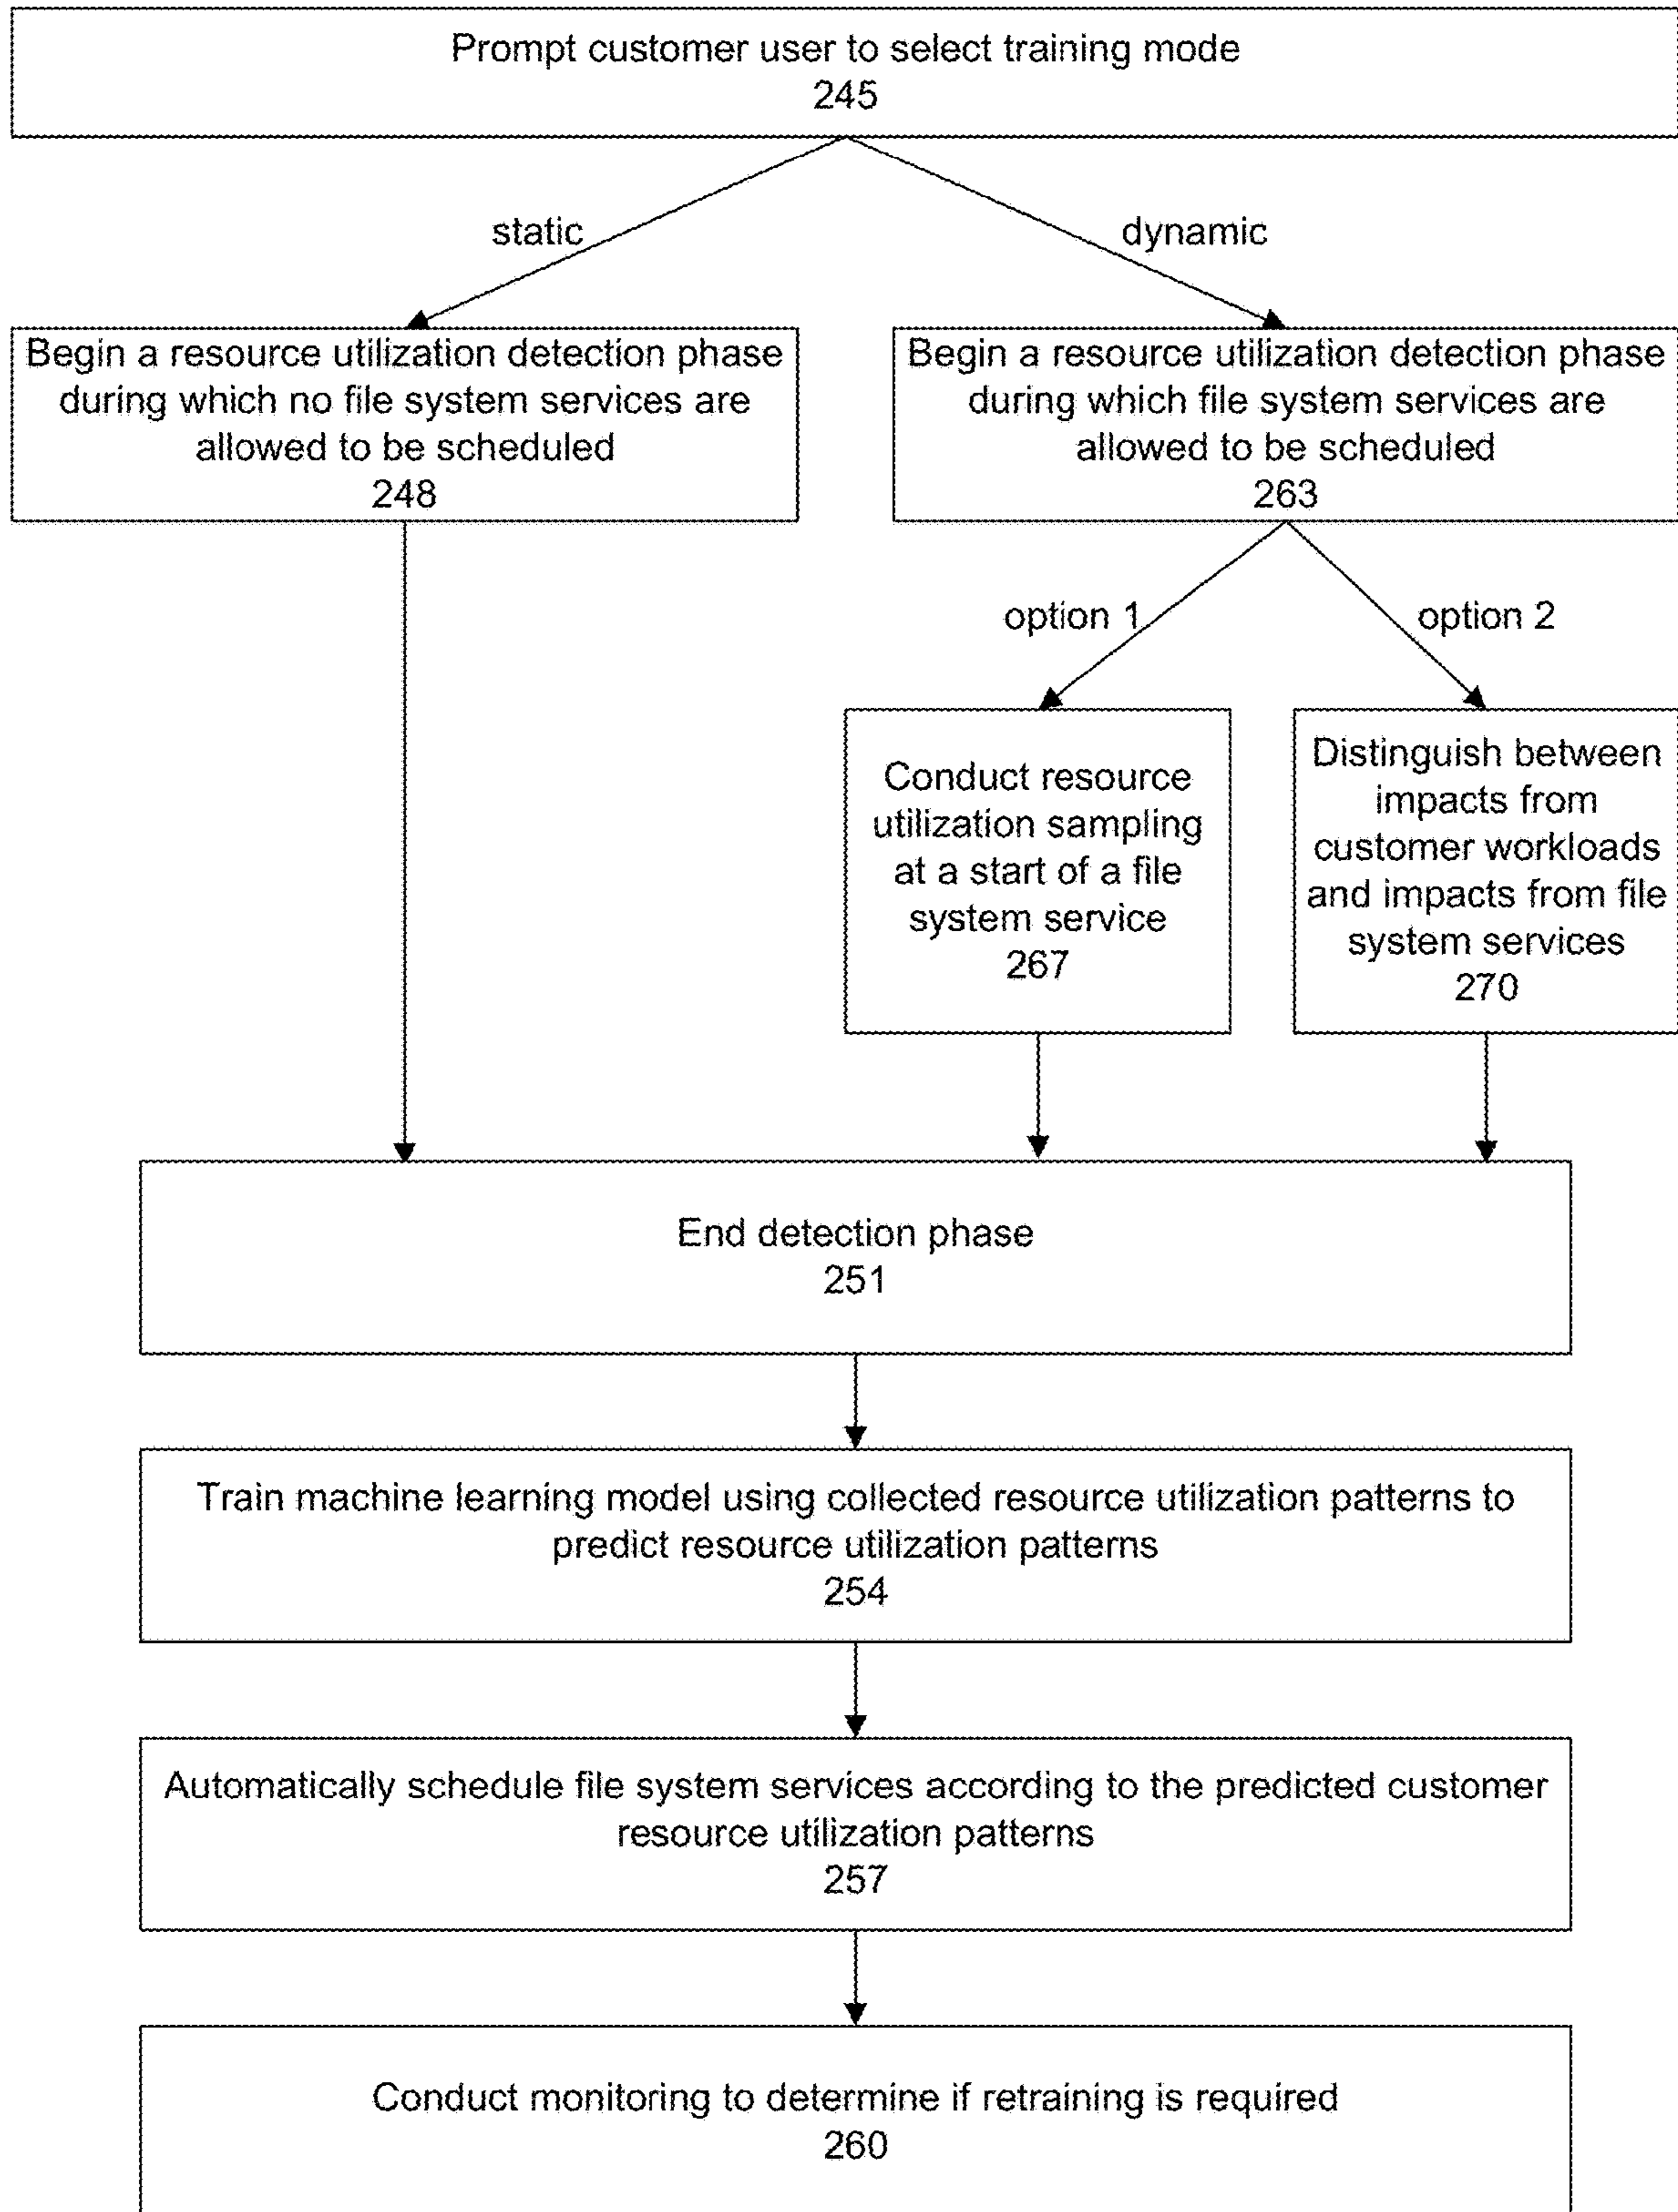 Prompt customer user to select training mode
245
static
dynamic
Begin a resource utilization detection phase
during which no file system services are
allowed to be scheduled
248
Begin a resource utilization detection phase
during which file system services are
allowed to be scheduled
263
option 1
option 2
Conduct resource
utilization sampling
at a start of a file
system service
267
Distinguish between
impacts from
customer workloads
and impacts from file
system services
270
End detection phase
251
Train machine learning model using collected resource utilization patterns to
predict resource utilization patterns
254
Automatically schedule file system services according to the predicted customer
resource utilization patterns
257
Conduct monitoring to determine if retraining is required
260